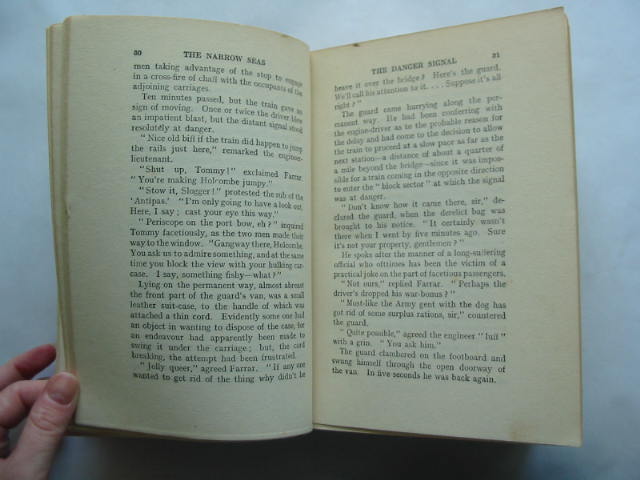 30 THE NARROW SEAS
men taking advantage of the stop to engage
in a cross-fire of chaff with the occupants of the
adjoining carriages.
Ten minutes passed, but the train gave no
sign of moving. Once or twice the driver blew
an impatient blast, but the distant signal stood
resolutely at danger.
"Nice old biff if the train did happen to jump
the rails just here," remarked the engine-
lieutenant.
"Shut up, Tommy!" exclaimed Farrar.
"You're making Holcombe jumpy."
"Stow it, Slogger!" protested the sub of the
'Antipas.' "I'm only going to have a look out.
Here, I say; cast your eye this way."
"Periscope on the port bow, eh?" inquired
Tommy facetiously, as the two men made their
way to the window. "Gangway there, Holcombe.
You ask us to admire something, and at the same
time you block the view with your hulking car-
case. I say, something fishy—what?"
Lying on the permanent way, almost abreast
the front part of the guard's van, was a small
leather suit-case, to the handle of which was
attached a thin cord. Evidently some one had
an object in wanting to dispose of the case, for
an endeavour had apparently been made to
swing it under the carriage; but, the cord
breaking, the attempt had been frustrated.
"Jolly queer," agreed Farrar. "If any one
wanted to get rid of the thing why didn't he
THE DANGER SIGNAL 31
heave it over the bridge? Here's the guard.
We'll call his attention to it. . . . Suppose it's all
right?"
The guard came hurrying along the per-
manent way. He had been conferring with
the engine-driver as to the probable reason for
the delay and had come to the decision to allow
the train to proceed at a slow pace as far as the
next station—a distance of about a quarter of
a mile beyond the bridge—since it was impos-
sible for a train coming in the opposite direction
to enter the "block sector" at which the signal
was at danger.
"Don't know how it came there, sir," de-
clared the guard, when the derelict bag was
brought to his notice. "It certainly wasn't
there when I went by five minutes ago. Sure
it's not your property, gentlemen?"
He spoke after the manner of a long-suffering
official who ofttimes has been the victim of a
practical joke on the part of facetious passengers.
"Not ours," replied Farrar. "Perhaps the
driver's dropped his war-bonus?"
"Must-like the Army gent with the dog has
got rid of some surplus rations, sir," countered
the guard.
"Quite possible," agreed the engineer "luff"
with a grin. "You ask him."
The guard clambered on the footboard and
swung himself through the open doorway of
the van. In five seconds he was back again.